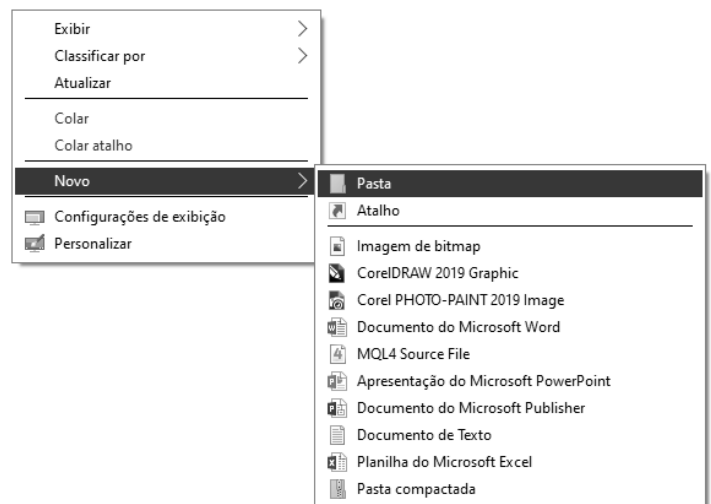 Exibir
Classificar por
Atualizar
Colar
Colar atalho
Novo
Configurações de exibição
Personalizar
Pasta
Atalho
Imagem de bitmap
CorelDRAW 2019 Graphic
Corel PHOTO-PAINT 2019 Image
Documento do Microsoft Word
MQL4 Source File
Apresentação do Microsoft PowerPoint
Documento do Microsoft Publisher
Documento de Texto
Planilha do Microsoft Excel
Pasta compactada